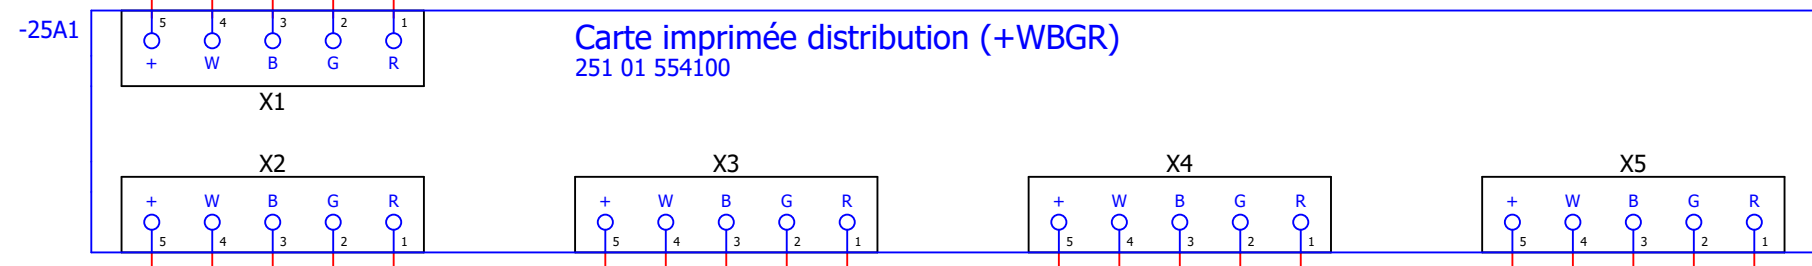 -25A1
5 4 3 2 1
+ W B G R
X1
Carte imprimée distribution (+WBGR)
251 01 554100
X2 X3 X4 X5
+ W B G R + W B G R + W B G R + W B G R
5 4 3 2 1 5 4 3 2 1 5 4 3 2 1 5 4 3 2 1